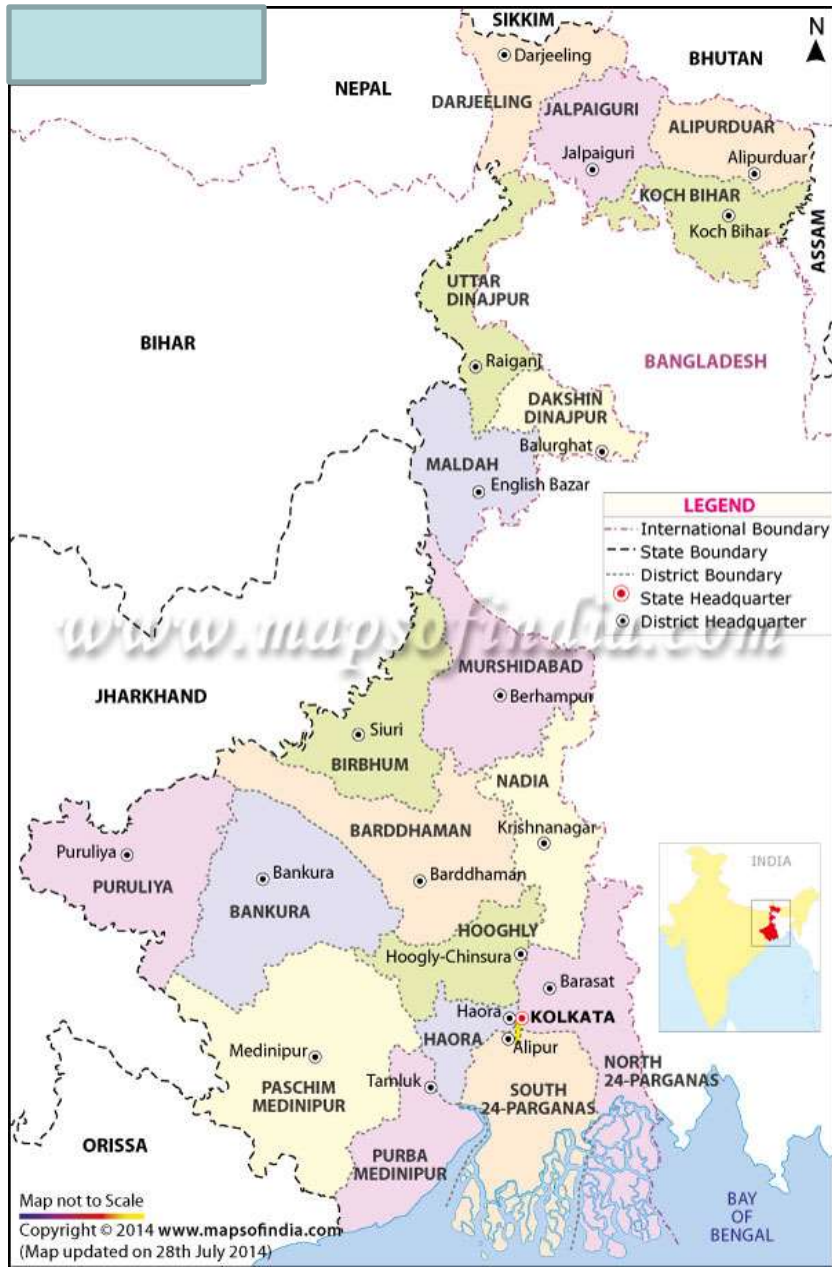 SIKKIM
N
Darjeeling
BHUTAN
NEPAL
DARJEELING
JALPAIGURI
ALIPURDUAR
Jalpaiguri
Alipurduar
KOCH BIHAR
Koch Bihar
ASSAM
UTTAR
DINAJPUR
BIHAR
Raiganj
BANGLADESH
DAKSHIN
DINAJPUR
Balurghat
MALDAH
English Bazar
LEGEND
International Boundary
State Boundary
District Boundary
State Headquarter
District Headquarter
www.mapsofindia.com
MURSHIDABAD
JHARKHAND
Berhampur
Siuri
BIRBHUM
NADIA
BARDDHAMAN
Krishnanagar
Puruliya
PURULIYA
Bankura
BANKURA
Barddhaman
INDIA
HOOGHLY
Hoogly-Chinsura
Barasat
Haora
KOLKATA
HAORA
Alipur
Medinipur
PASCHIM
MEDINIPUR
Tamluk
NORTH
24-PARGANAS
SOUTH
24-PARGANAS
ORISSA
PURBA
MEDINIPUR
BAY
OF
BENGAL
Map not to Scale
Copyright © 2014 www.mapsofindia.com
(Map updated on 28th July 2014)